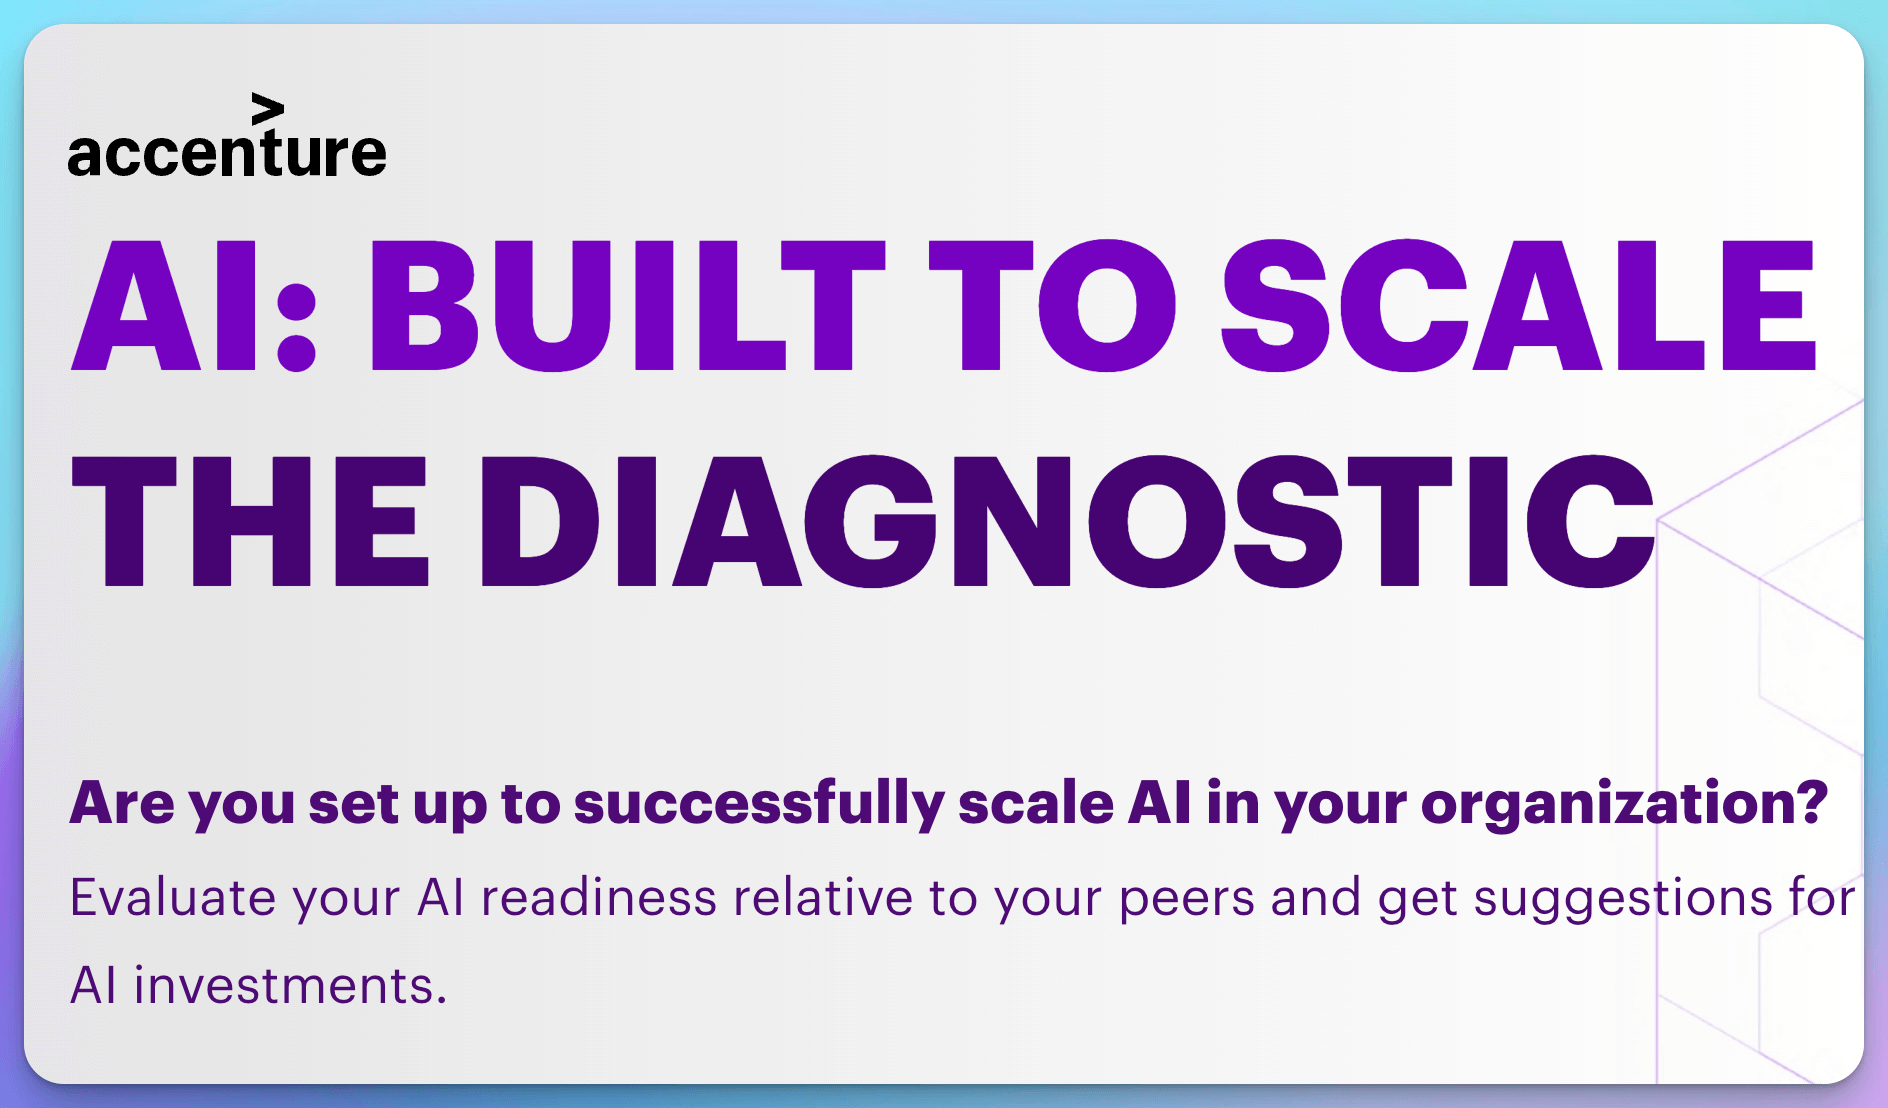 accenture
AI: BUILT TO SCALE
THE DIAGNOSTIC
Are you set up to successfully scale AI in your organization?
Evaluate your AI readiness relative to your peers and get suggestions for
AI investments.